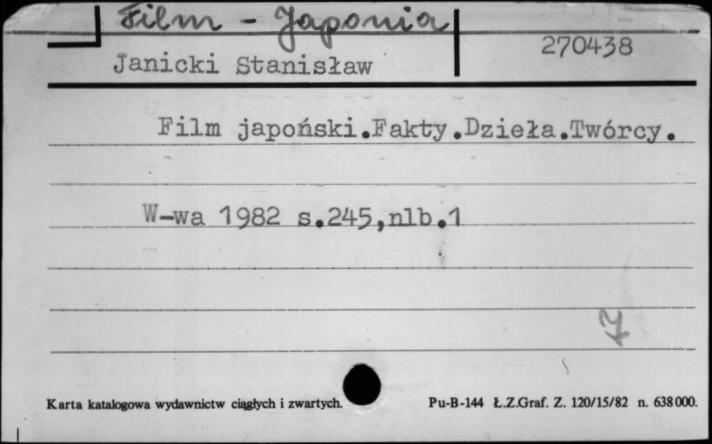 Film - Japonia
270438
Janicki Stanisław
Film japoński.Fakty.Dzieła.Twórcy.
W-wa 1982 s.245,nlb.1
Karta katalogowa wydawnictw ciągłych i zwartych. Pu-B-144 Ł.Z.Graf. Z. 120/15/82 n. 638000.